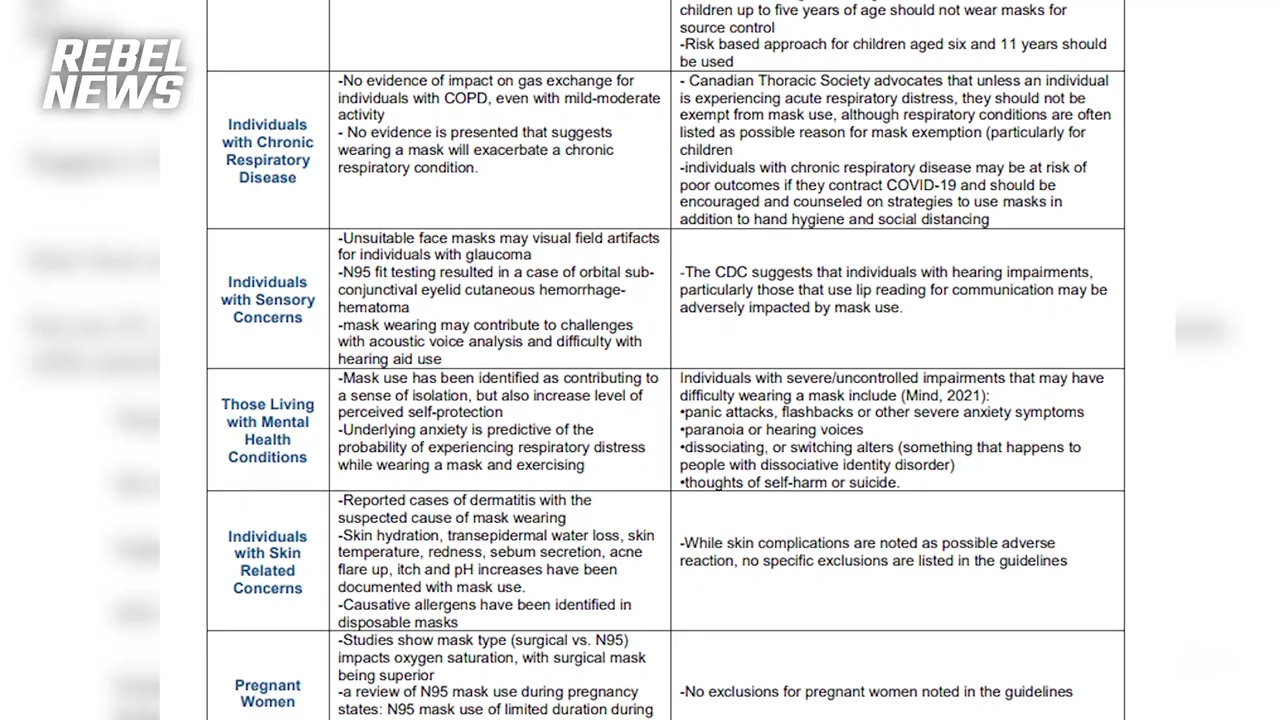 REBEL
NEWS
children up to five years of age should not wear masks for
source control
-Risk based approach for children aged six and 11 years should
be used
Individuals
with Chronic
Respiratory
Disease
-No evidence of impact on gas exchange for
individuals with COPD, even with mild-moderate
activity
- No evidence is presented that suggests
wearing a mask will exacerbate a chronic
respiratory condition.
- Canadian Thoracic Society advocates that unless an individual
is experiencing acute respiratory distress, they should not be
exempt from mask use, although respiratory conditions are often
listed as possible reason for mask exemption (particularly for
children
-individuals with chronic respiratory disease may be at risk of
poor outcomes if they contract COVID-19 and should be
encouraged and counseled on strategies to use masks in
addition to hand hygiene and social distancing
Individuals
with Sensory
Concerns
-Unsuitable face masks may visual field artifacts
for individuals with glaucoma
-N95 fit testing resulted in a case of orbital sub-
conjunctival eyelid cutaneous hemorrhage-
hematoma
-mask wearing may contribute to challenges
with acoustic voice analysis and difficulty with
hearing aid use
-The CDC suggests that individuals with hearing impairments,
particularly those that use lip reading for communication may be
adversely impacted by mask use.
Those Living
with Mental
Health
Conditions
-Mask use has been identified as contributing to
a sense of isolation, but also increase level of
perceived self-protection
-Underlying anxiety is predictive of the
probability of experiencing respiratory distress
while wearing a mask and exercising
Individuals with severe/uncontrolled impairments that may have
difficulty wearing a mask include (Mind, 2021):
•panic attacks, flashbacks or other severe anxiety symptoms
•paranoia or hearing voices
•dissociating, or switching alters (something that happens to
people with dissociative identity disorder)
•thoughts of self-harm or suicide.
Individuals
with Skin
Related
Concerns
-Reported cases of dermatitis with the
suspected cause of mask wearing
-Skin hydration, transepidermal water loss, skin
temperature, redness, sebum secretion, acne
flare up, itch and pH increases have been
documented with mask use.
-Causative allergens have been identified in
disposable masks
-While skin complications are noted as possible adverse
reaction, no specific exclusions are listed in the guidelines
Pregnant
Women
-Studies show mask type (surgical vs. N95)
impacts oxygen saturation, with surgical mask
being superior
-a review of N95 mask use during pregnancy
states: N95 mask use of limited duration during
-No exclusions for pregnant women noted in the guidelines